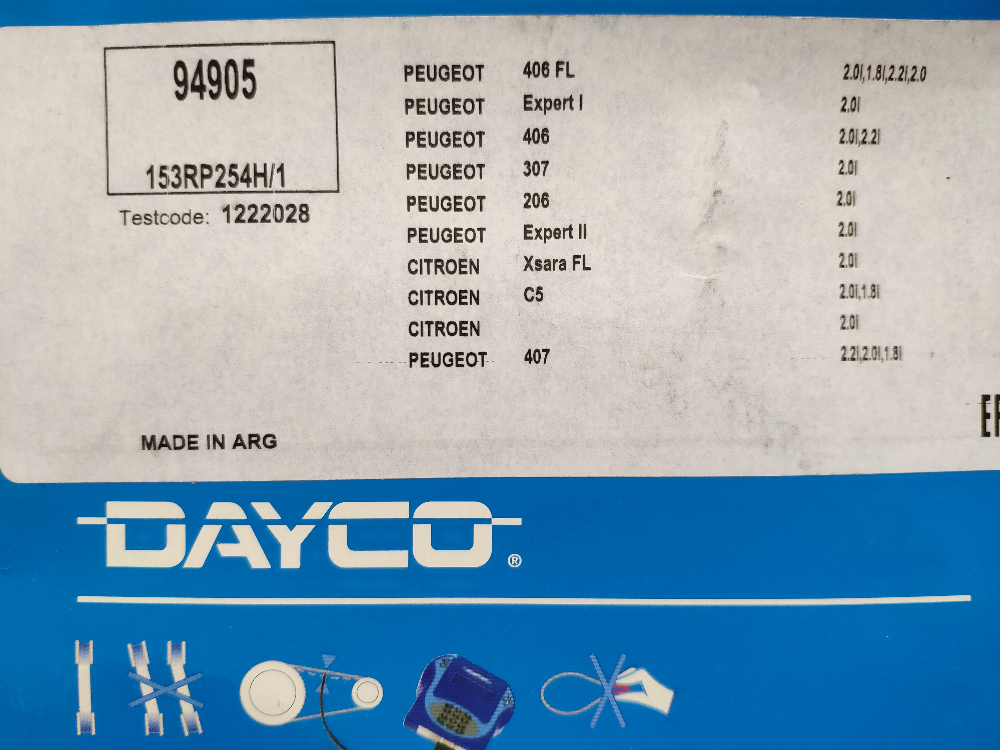 94905
153RP254H/1
Testcode: 1222028
PEUGEOT 406 FL 2.0l,1.8l,2.2l,2.0
PEUGEOT Expert I 2.0l
PEUGEOT 406 2.0l,2.2l
PEUGEOT 307 2.0l
PEUGEOT 206 2.0l
PEUGEOT Expert II 2.0l
CITROEN Xsara FL 2.0l
CITROEN C5 2.0l,1.8l
CITROEN 2.0l
PEUGEOT 407 2.2l,2.0l,1.8l
MADE IN ARG
DAYCO®